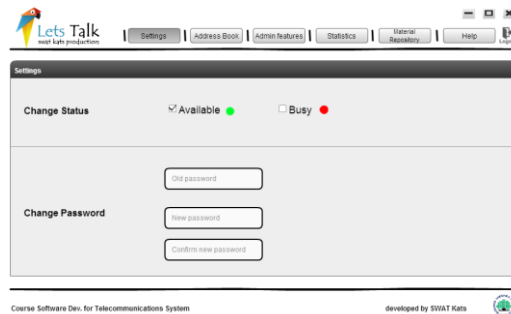 Lets Talk
swat kats production
Settings
Address Book
Admin features
Statistics
Material
Repository
Help
Settings
Change Status
Available
Busy
Old password
Change Password
New password
Confirm new password
Course Software Dev. for Telecommunications System
developed by SWAT Kats